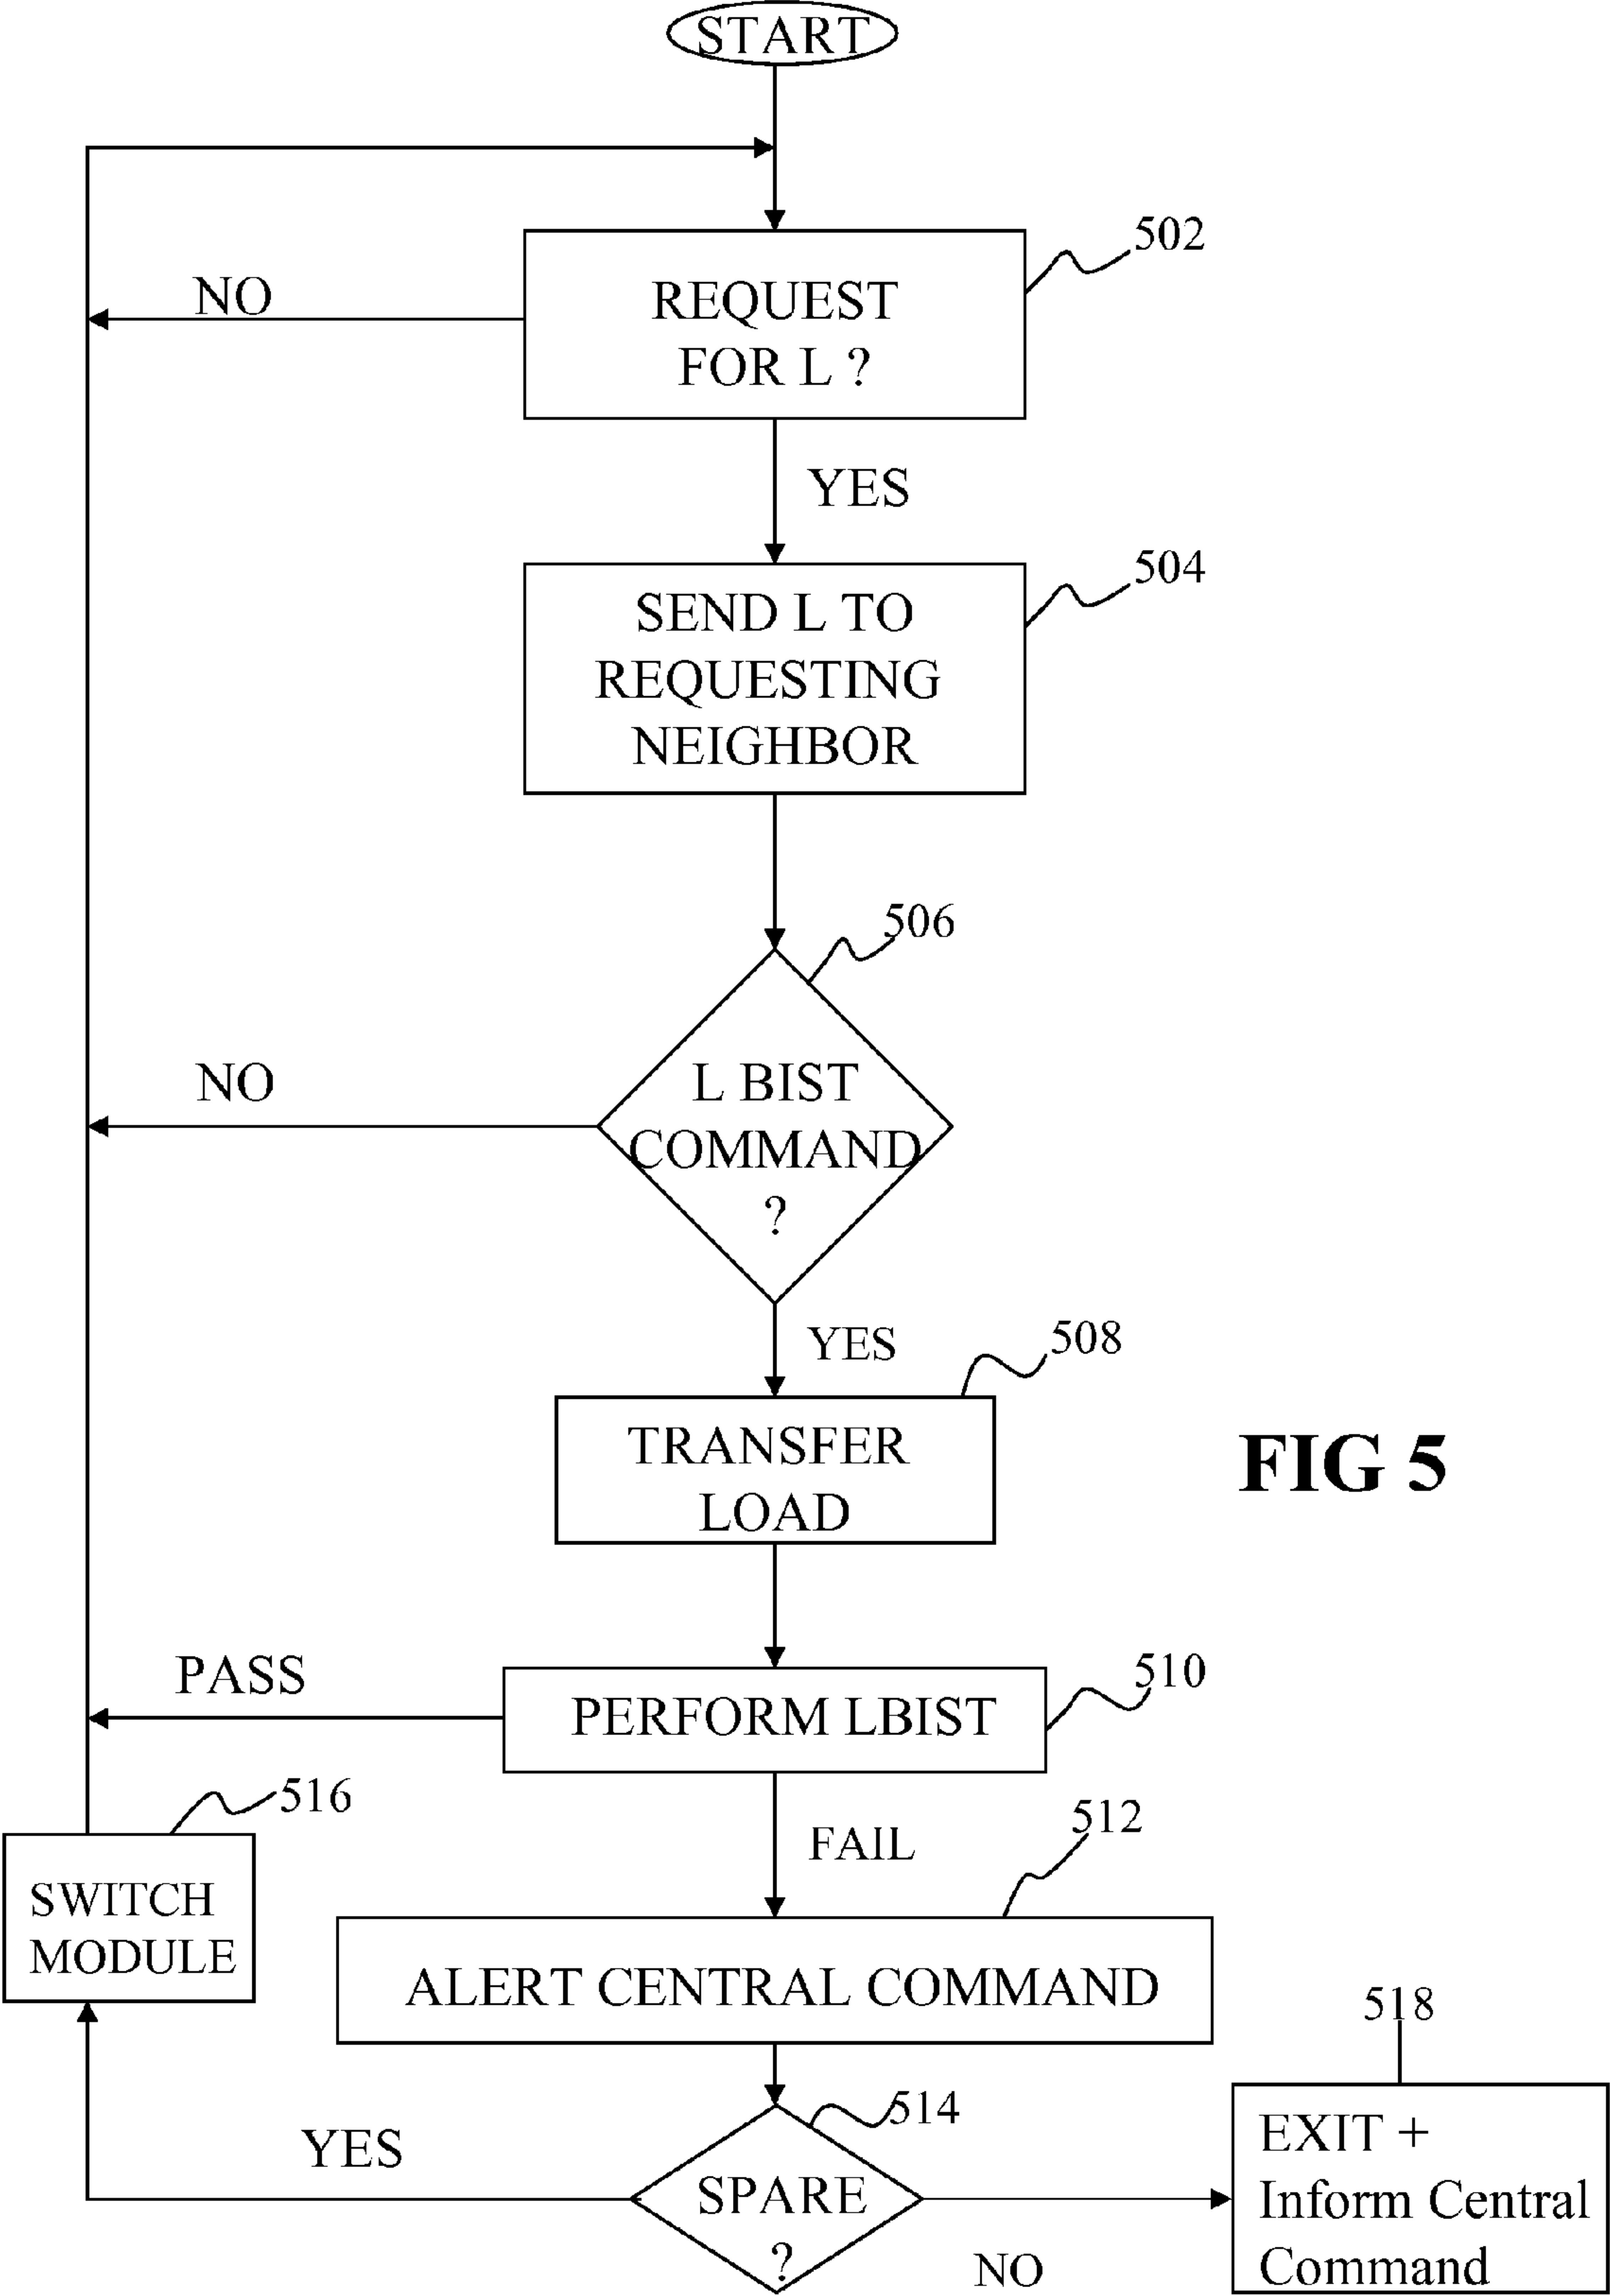 START
502
NO
REQUEST
FOR L ?
YES
504
SEND L TO
REQUESTING
NEIGHBOR
506
NO
L BIST
COMMAND
?
YES
508
TRANSFER
LOAD
FIG 5
PASS
510
PERFORM LBIST
516
FAIL
512
SWITCH
MODULE
ALERT CENTRAL COMMAND
518
514
YES
SPARE
?
NO
EXIT +
Inform Central
Command